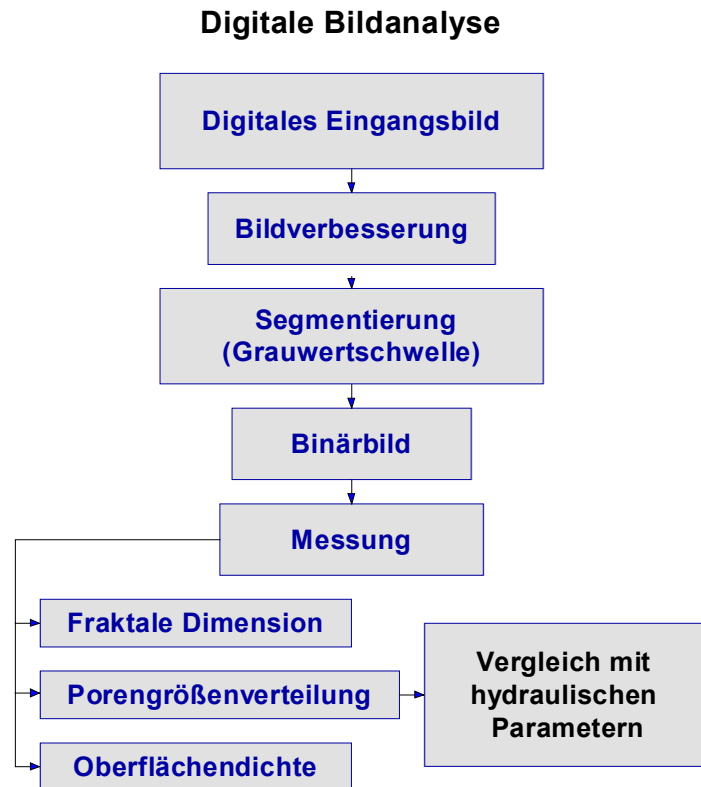 Digitale Bildanalyse
Digitales Eingangsbild
Bildverbesserung
Segmentierung
(Grauwertschwelle)
Binärbild
Messung
Fraktale Dimension
Porengrößenverteilung
Oberflächendichte
Vergleich mit
hydraulischen
Parametern